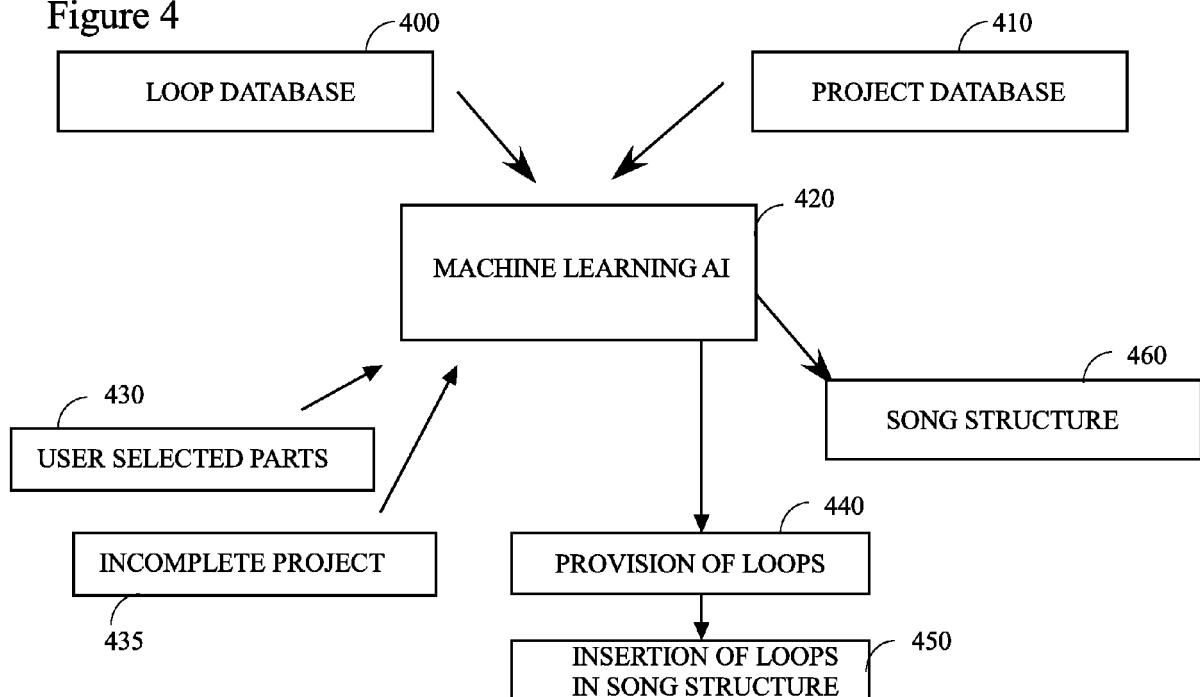 Figure 4
400
410
LOOP DATABASE
PROJECT DATABASE
420
MACHINE LEARNING AI
460
SONG STRUCTURE
430
USER SELECTED PARTS
440
PROVISION OF LOOPS
INCOMPLETE PROJECT
435
450
INSERTION OF LOOPS
IN SONG STRUCTURE